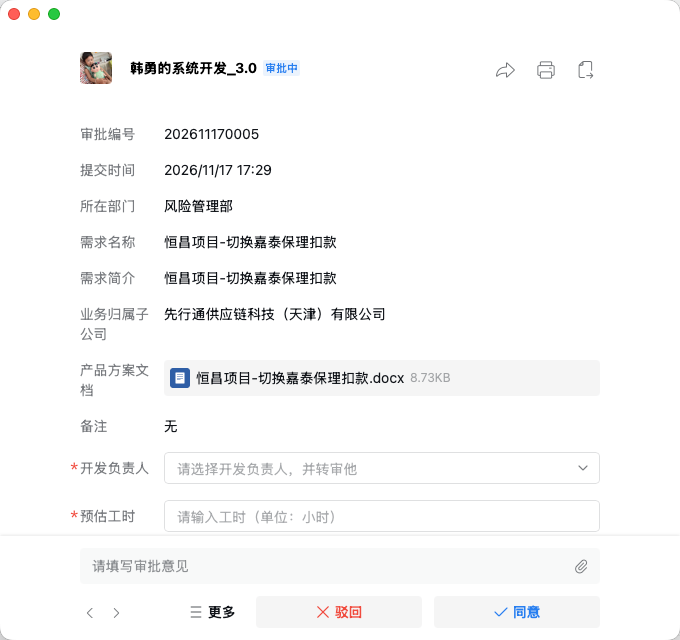 韩勇的系统开发_3.0 审批中
审批编号 202611170005
提交时间 2026/11/17 17:29
所在部门 风险管理部
需求名称 恒昌项目-切换嘉泰保理扣款
需求简介 恒昌项目-切换嘉泰保理扣款
业务归属子公司 先行通供应链科技（天津）有限公司
产品方案文档 恒昌项目-切换嘉泰保理扣款.docx 8.73KB
备注 无
*开发负责人 请选择开发负责人，并转审他
*预估工时 请输入工时（单位：小时）
请填写审批意见
更多 驳回 同意